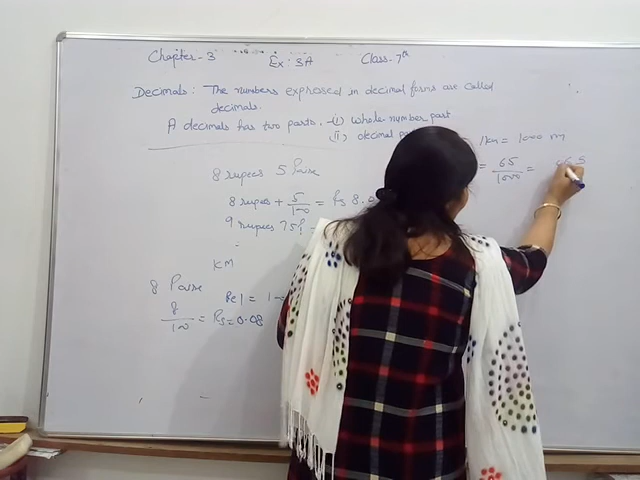 Chapter-3 Ex: 3A Class-7th
Decimals: The numbers expressed in decimal forms are called
decimals.
A decimals has two parts. -(i) whole number part
(ii) decimal
1km = 1000 m
8 rupees 5 Paise
= 65/1000 =
8 rupees + 5/100 = Rs 8.0
9 rupees 75P
KM
8 Paise
Re 1 =
8/100 = Rs = 0.08